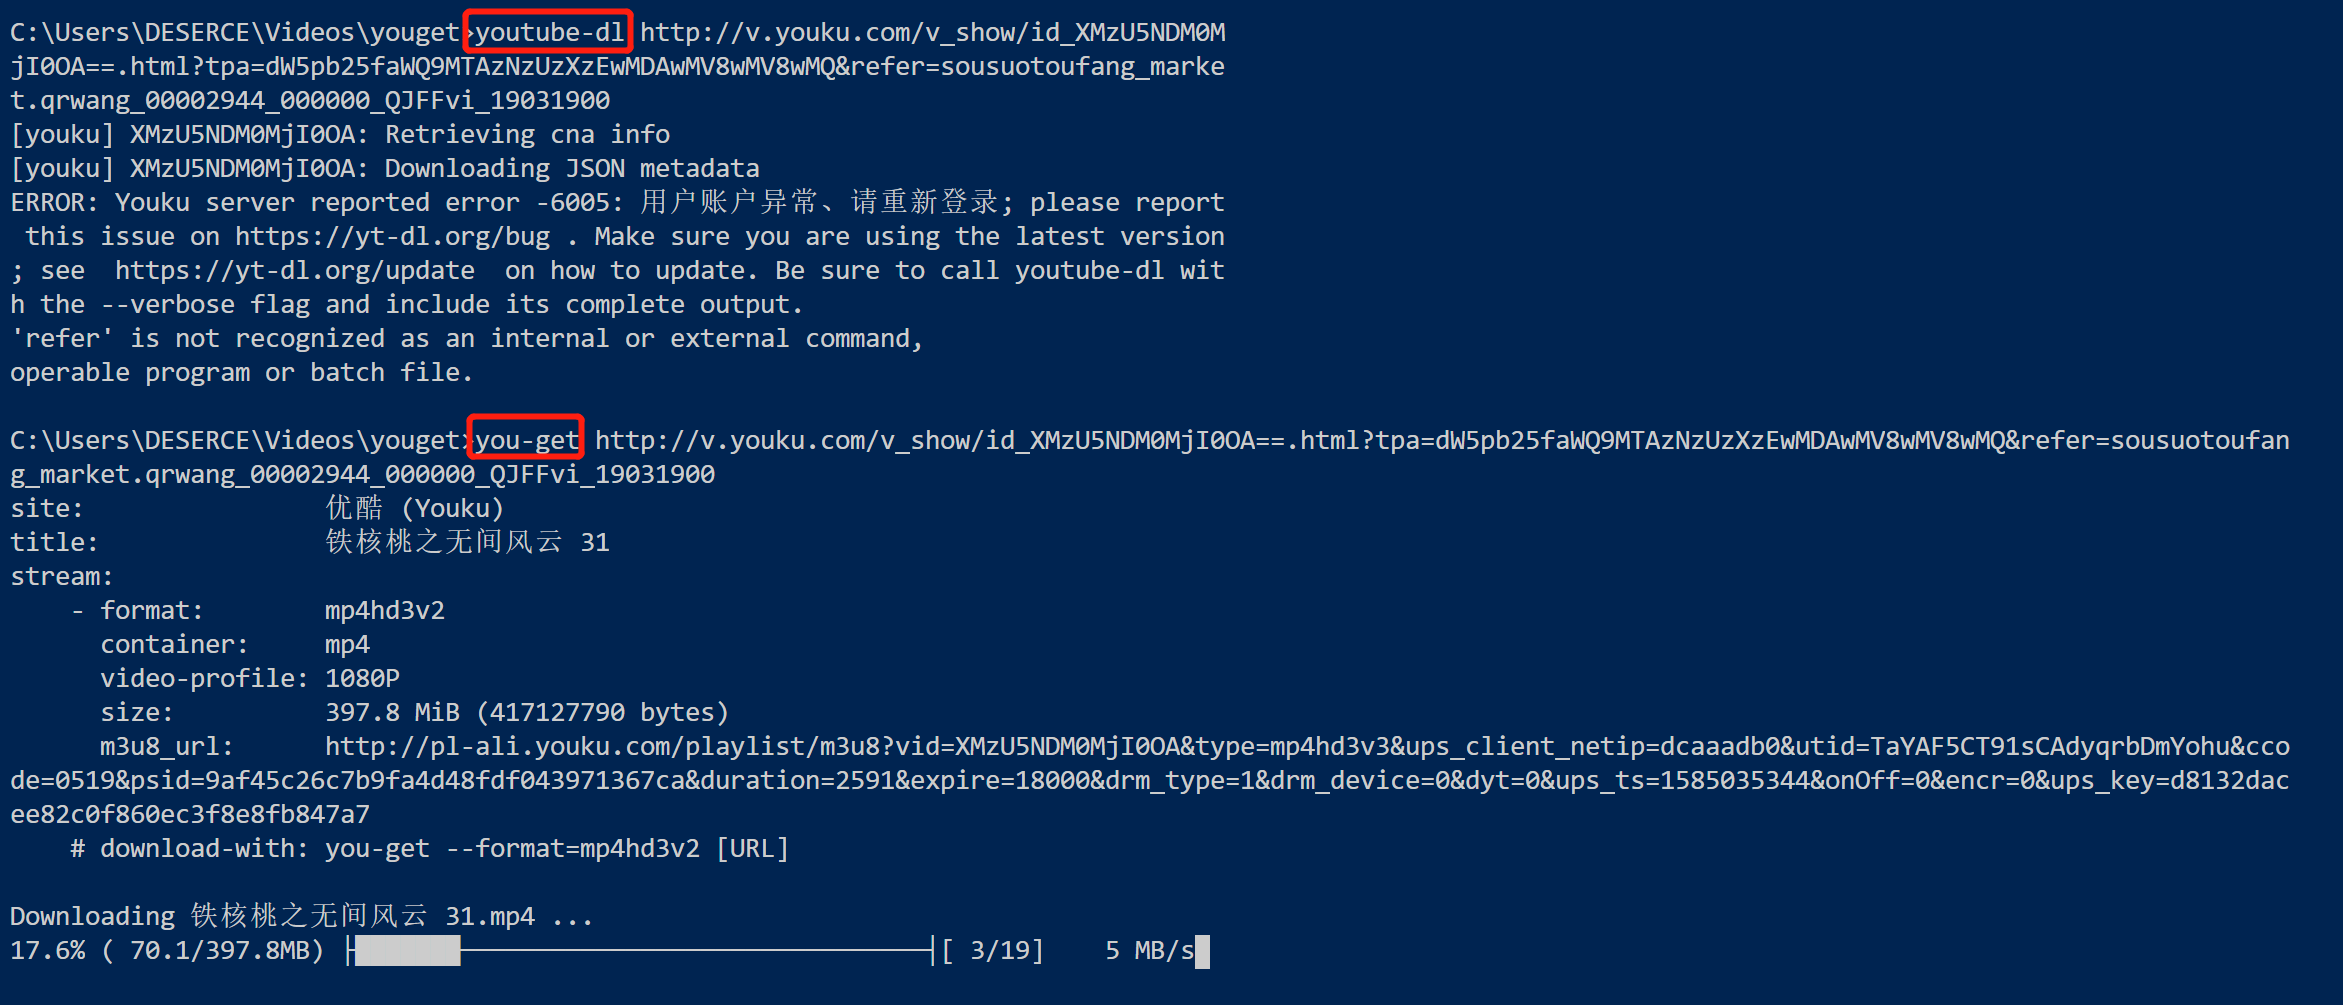 C:\Users\DESERCE\Videos\youget>youtube-dl http://v.youku.com/v_show/id_XMzU5NDM0M
jI0OA==.html?tpa=dW5pb25faWQ9MTAzNzUzXzEwMDAwMV8wMV8wMQ&refer=sousuotoufang_marke
t.qrwang_00002944_000000_QJFFvi_19031900
[youku] XMzU5NDM0MjI0OA: Retrieving cna info
[youku] XMzU5NDM0MjI0OA: Downloading JSON metadata
ERROR: Youku server reported error -6005: 用户账户异常、请重新登录; please report
 this issue on https://yt-dl.org/bug . Make sure you are using the latest version
; see  https://yt-dl.org/update  on how to update. Be sure to call youtube-dl wit
h the --verbose flag and include its complete output.
'refer' is not recognized as an internal or external command,
operable program or batch file.
C:\Users\DESERCE\Videos\youget>you-get http://v.youku.com/v_show/id_XMzU5NDM0MjI0OA==.html?tpa=dW5pb25faWQ9MTAzNzUzXzEwMDAwMV8wMV8wMQ&refer=sousuotoufan
g_market.qrwang_00002944_000000_QJFFvi_19031900
site:                优酷 (Youku)
title:               铁核桃之无间风云 31
stream:
    - format:        mp4hd3v2
      container:     mp4
      video-profile: 1080P
      size:          397.8 MiB (417127790 bytes)
      m3u8_url:      http://pl-ali.youku.com/playlist/m3u8?vid=XMzU5NDM0MjI0OA&type=mp4hd3v3&ups_client_netip=dcaaadb0&utid=TaYAF5CT91sCAdyqrbDmYohu&cco
de=0519&psid=9af45c26c7b9fa4d48fdf043971367ca&duration=2591&expire=18000&drm_type=1&drm_device=0&dyt=0&ups_ts=1585035344&onOff=0&encr=0&ups_key=d8132dac
ee82c0f860ec3f8e8fb847a7
    # download-with: you-get --format=mp4hd3v2 [URL]
Downloading 铁核桃之无间风云 31.mp4 ...
17.6% ( 70.1/397.8MB) ├███████───────────────────────────────┤[ 3/19]    5 MB/s